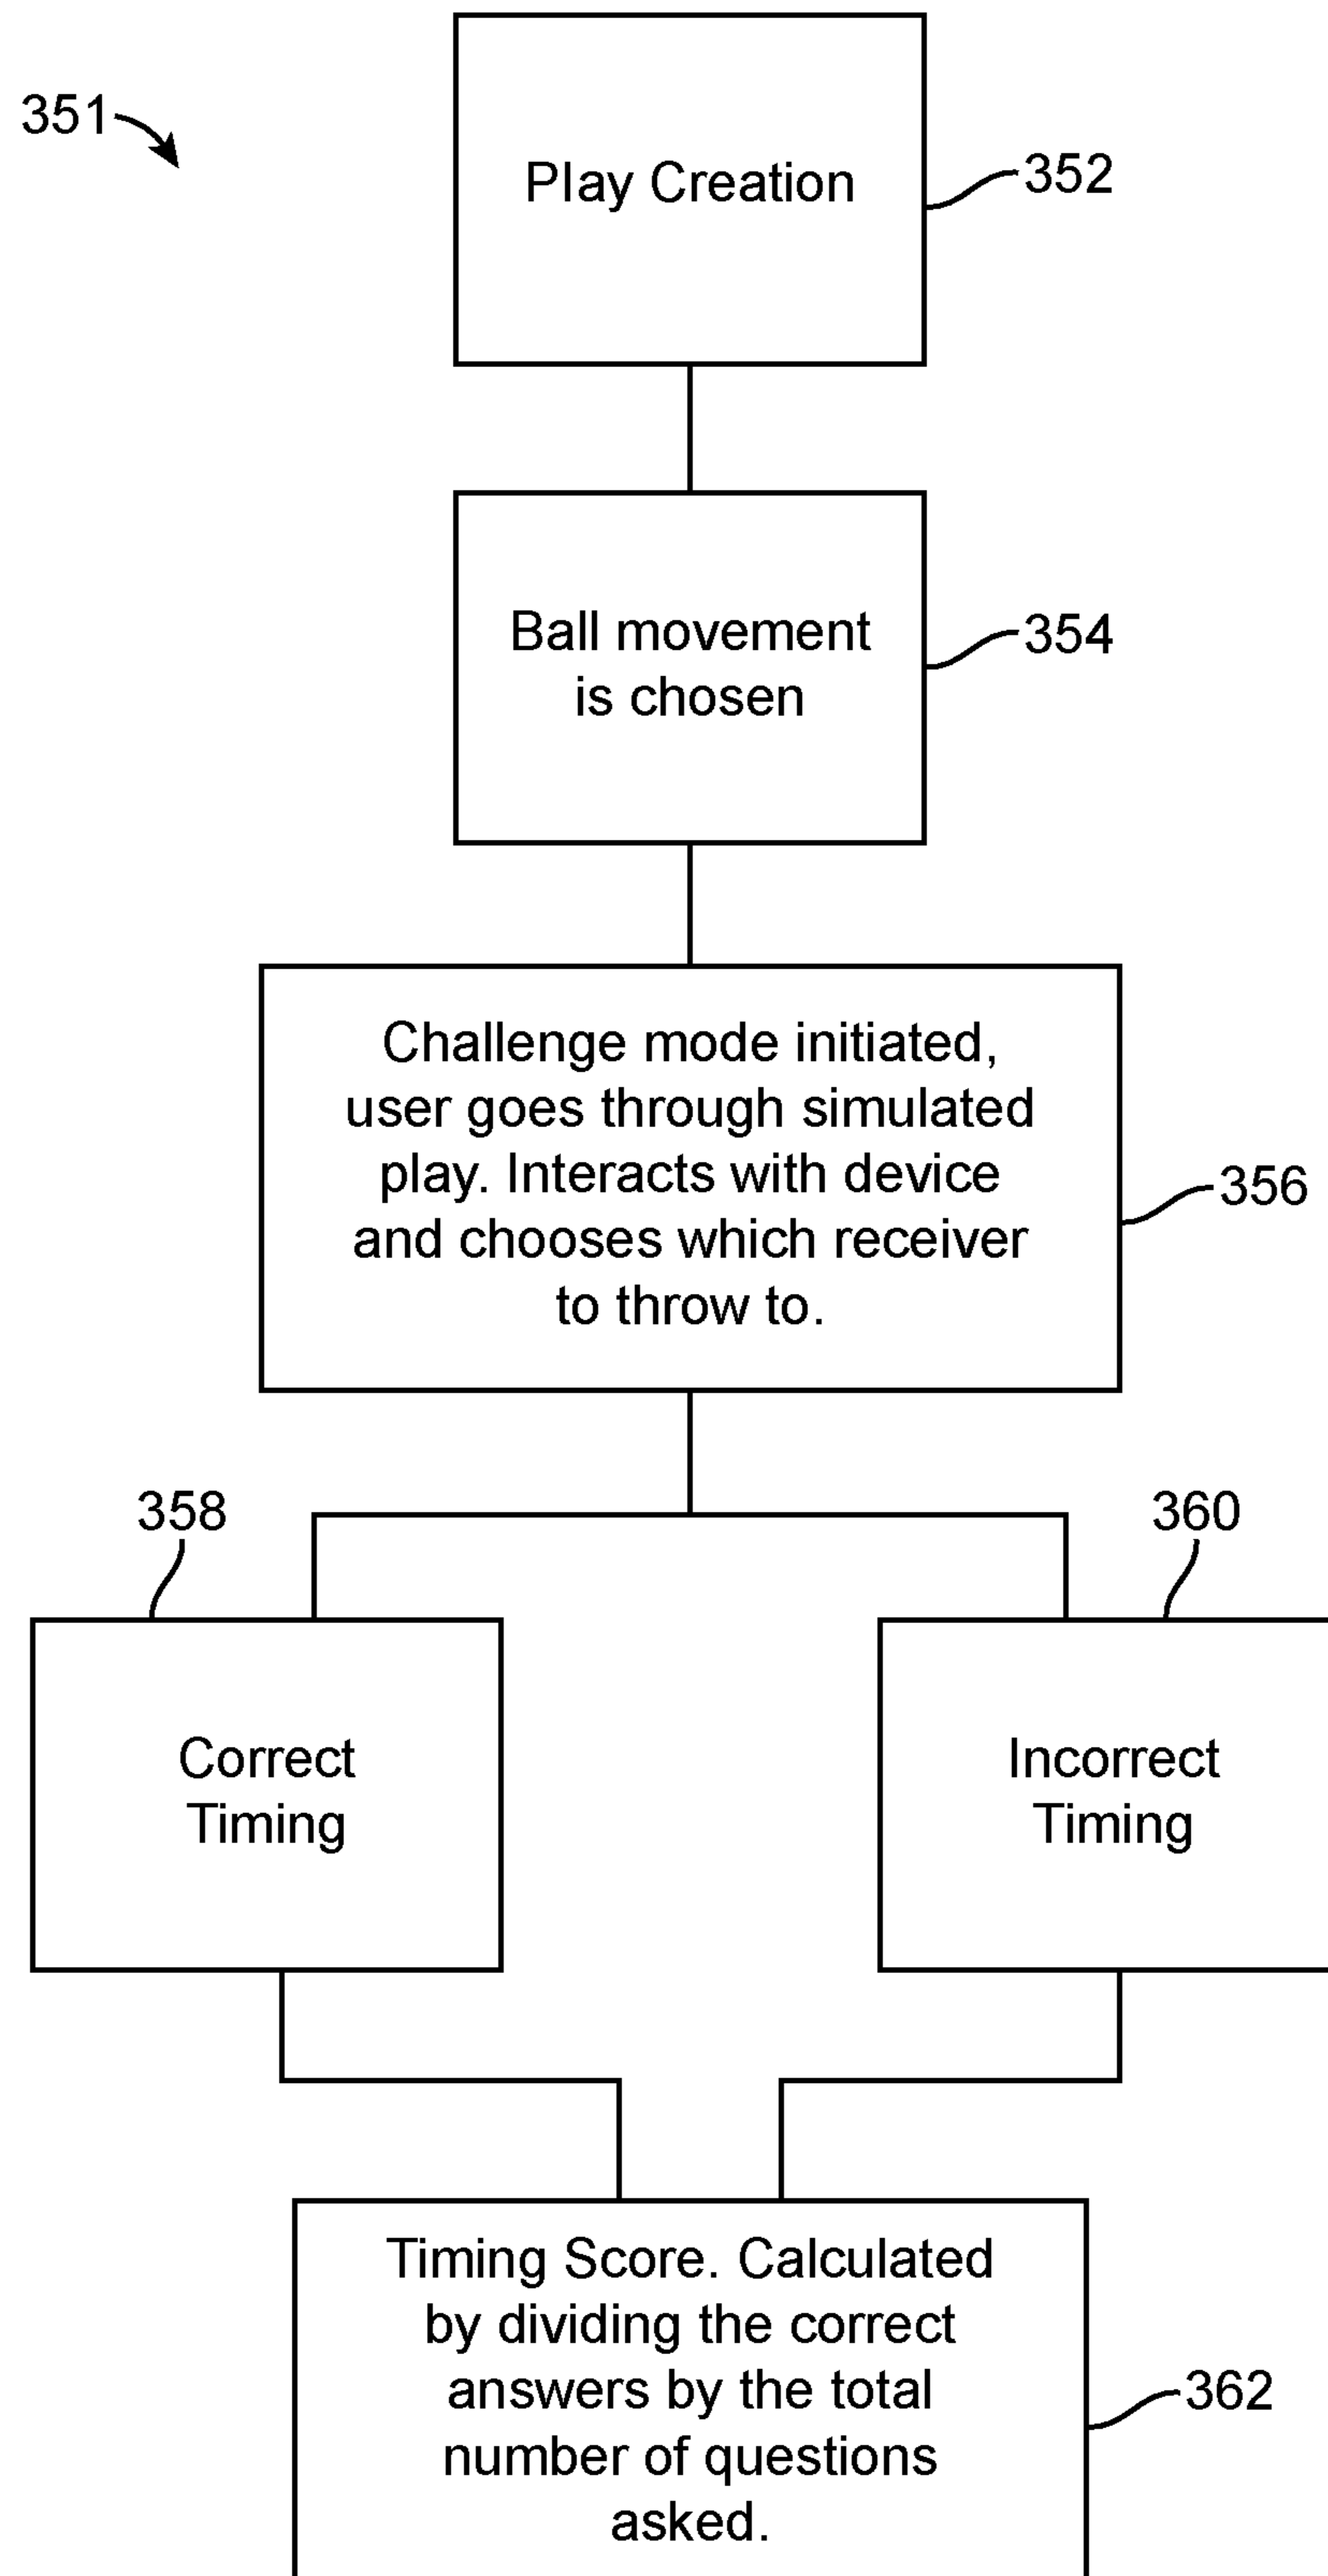 351
Play Creation
352
Ball movement
is chosen
354
Challenge mode initiated,
user goes through simulated
play. Interacts with device
and chooses which receiver
to throw to.
356
358
360
Correct
Timing
Incorrect
Timing
Timing Score. Calculated
by dividing the correct
answers by the total
number of questions
asked.
362